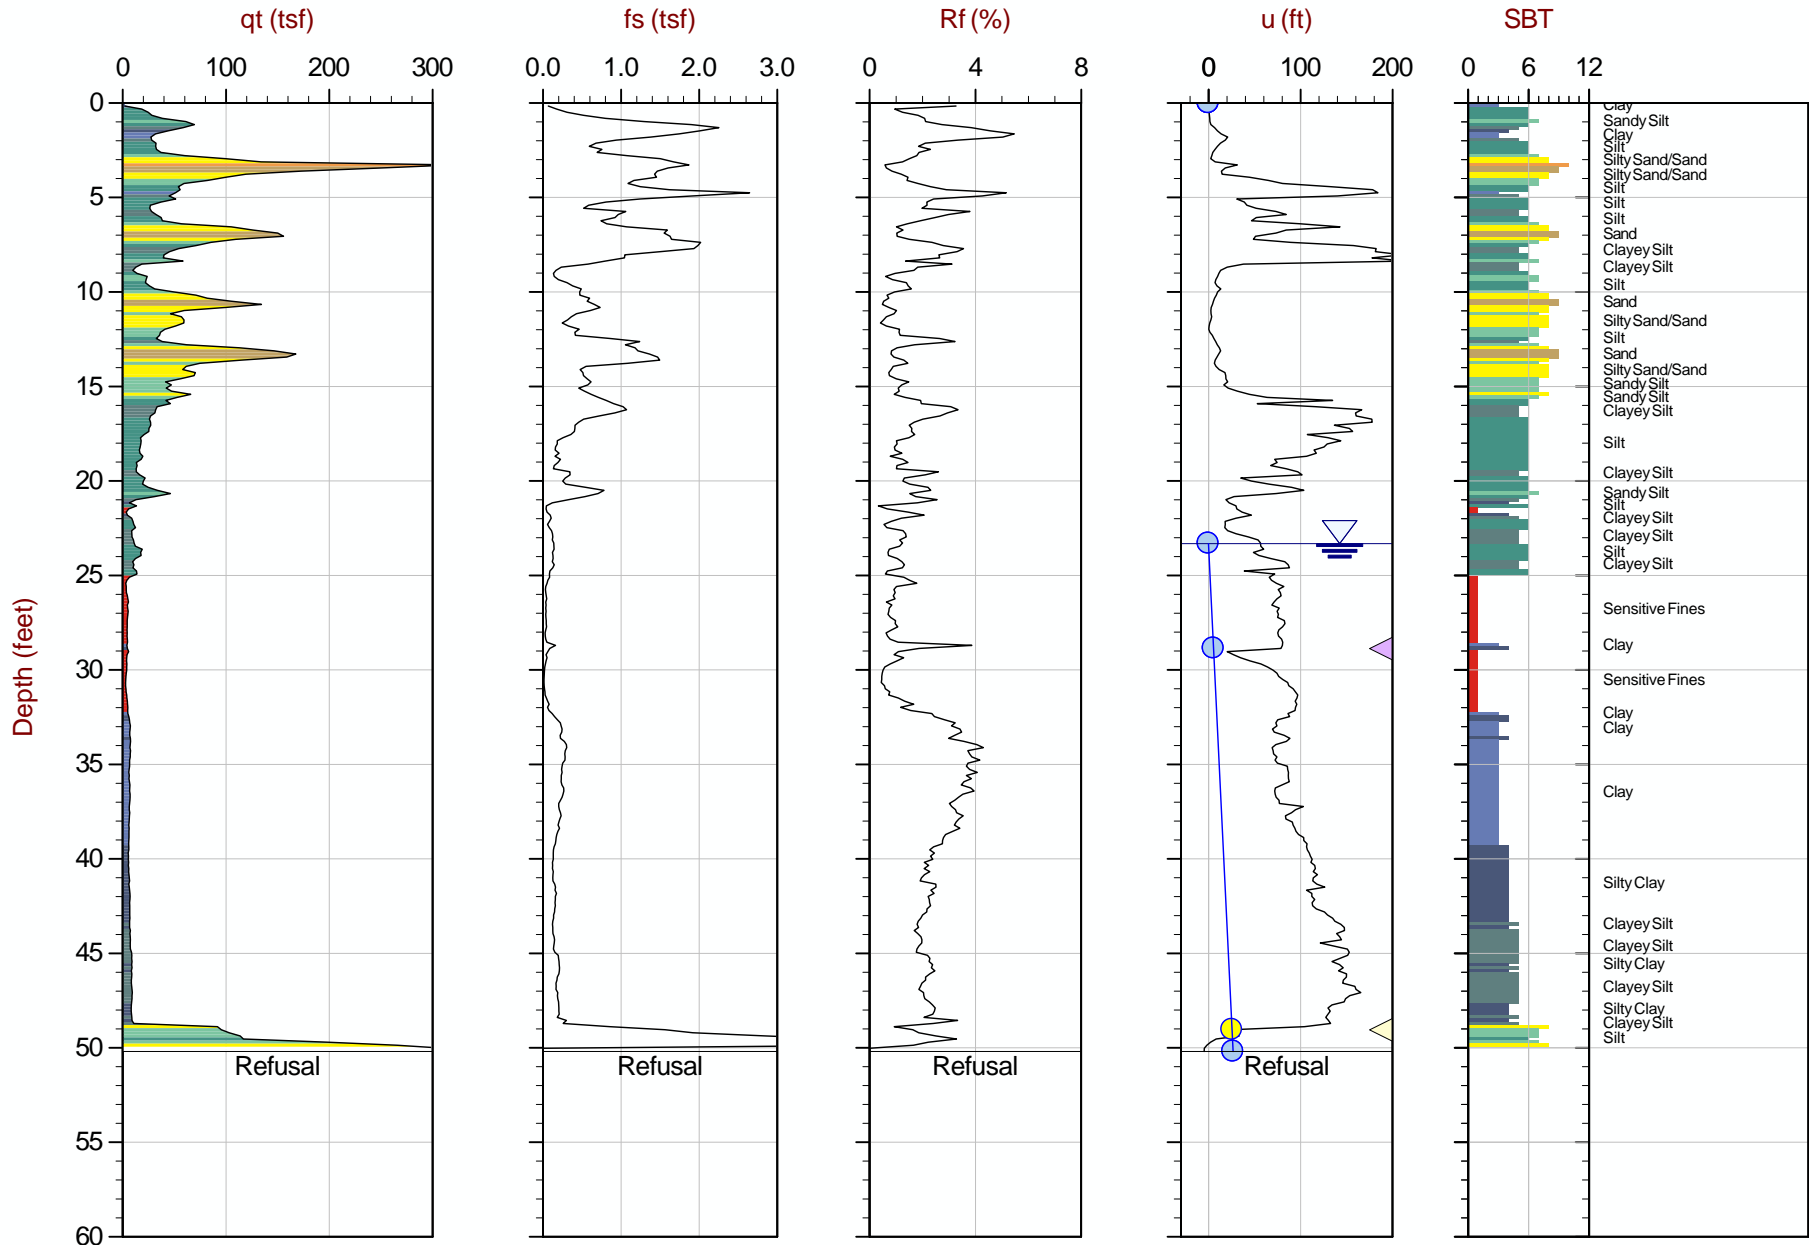 qt (tsf) fs (tsf) Rf (%) u (ft) SBT
0 100 200 300 0.0 1.0 2.0 3.0 0 4 8 0 100 200 0 6 12
Depth (feet)
0
5
10
15
20
25
30
35
40
45
50
55
60
Refusal Refusal Refusal Refusal
Clay
Sandy Silt
Clay
Silt
Silty Sand/Sand
Silty Sand/Sand
Silt
Silt
Silt
Sand
Clayey Silt
Clayey Silt
Silt
Sand
Silty Sand/Sand
Silt
Sand
Silty Sand/Sand
Sandy Silt
Sandy Silt
Clayey Silt
Silt
Clayey Silt
Sandy Silt
Silt
Clayey Silt
Clayey Silt
Silt
Clayey Silt
Sensitive Fines
Clay
Sensitive Fines
Clay
Clay
Clay
Silty Clay
Clayey Silt
Clayey Silt
Silty Clay
Clayey Silt
Silty Clay
Clayey Silt
Silt